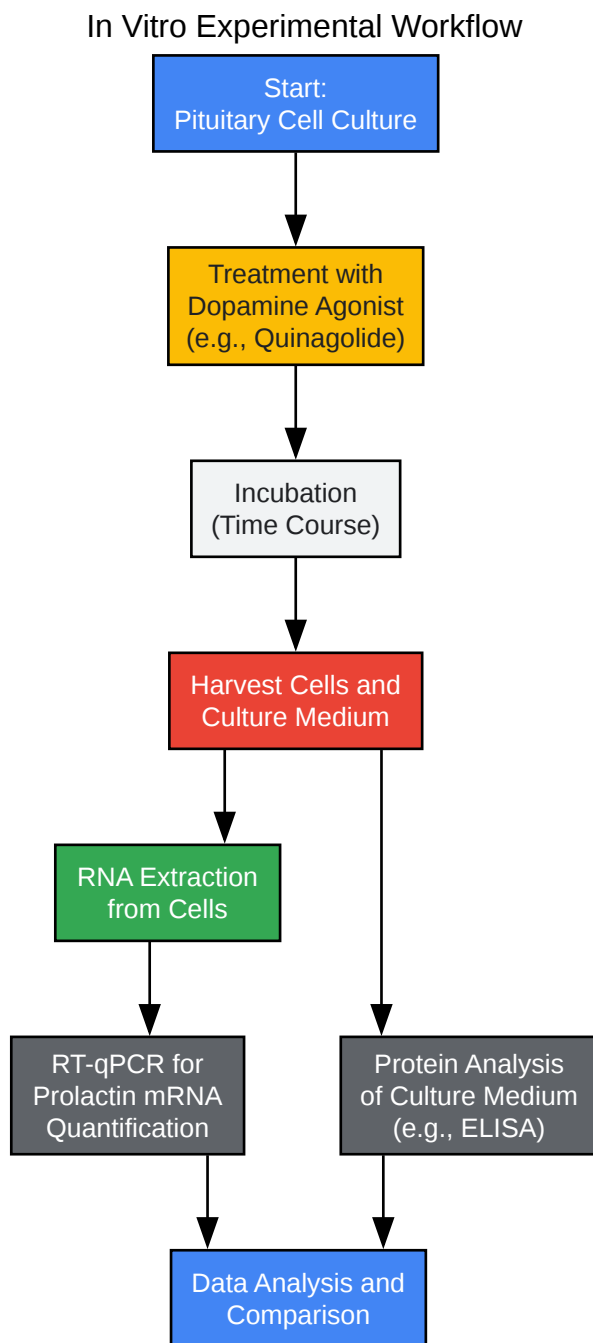 In Vitro Experimental Workflow
Start:
Pituitary Cell Culture
Treatment with
Dopamine Agonist
(e.g., Quinagolide)
Incubation
(Time Course)
Harvest Cells and
Culture Medium
RNA Extraction
from Cells
RT-qPCR for
Prolactin mRNA
Quantification
Protein Analysis
of Culture Medium
(e.g., ELISA)
Data Analysis and
Comparison